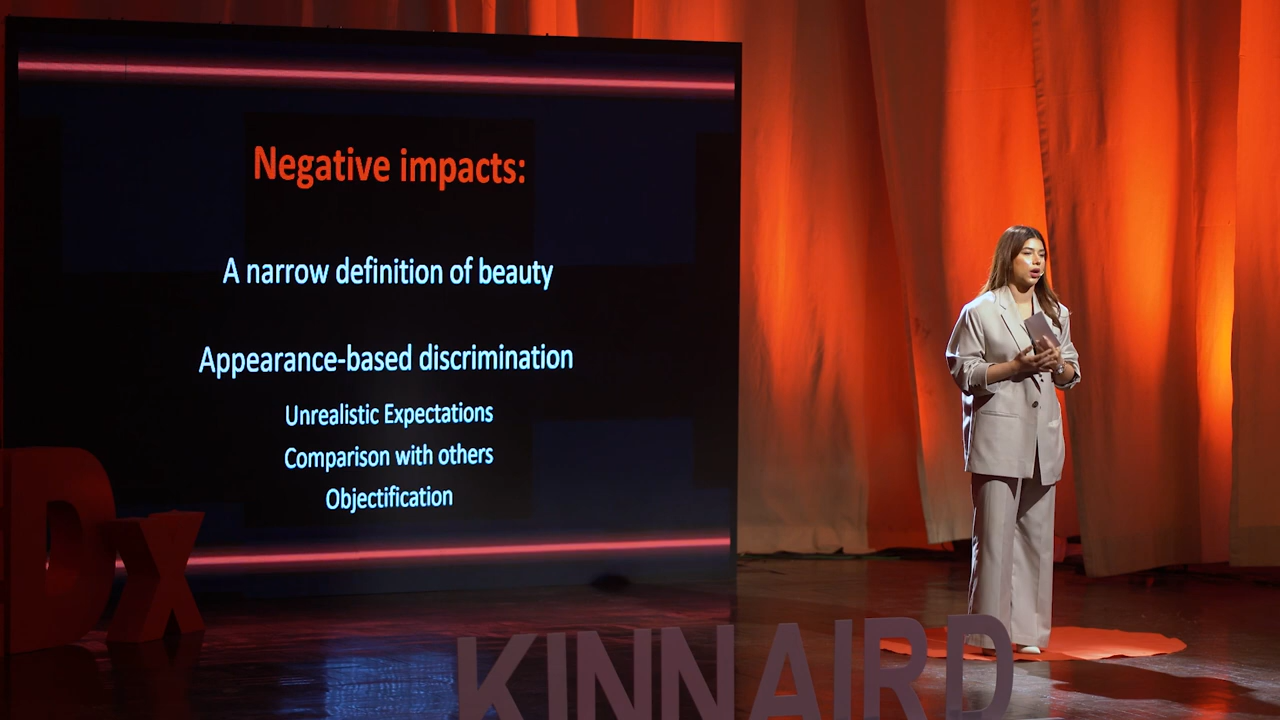 Negative impacts:
A narrow definition of beauty
Appearance-based discrimination
Unrealistic Expectations
Comparison with others
Objectification
Dx
KINNAIRD